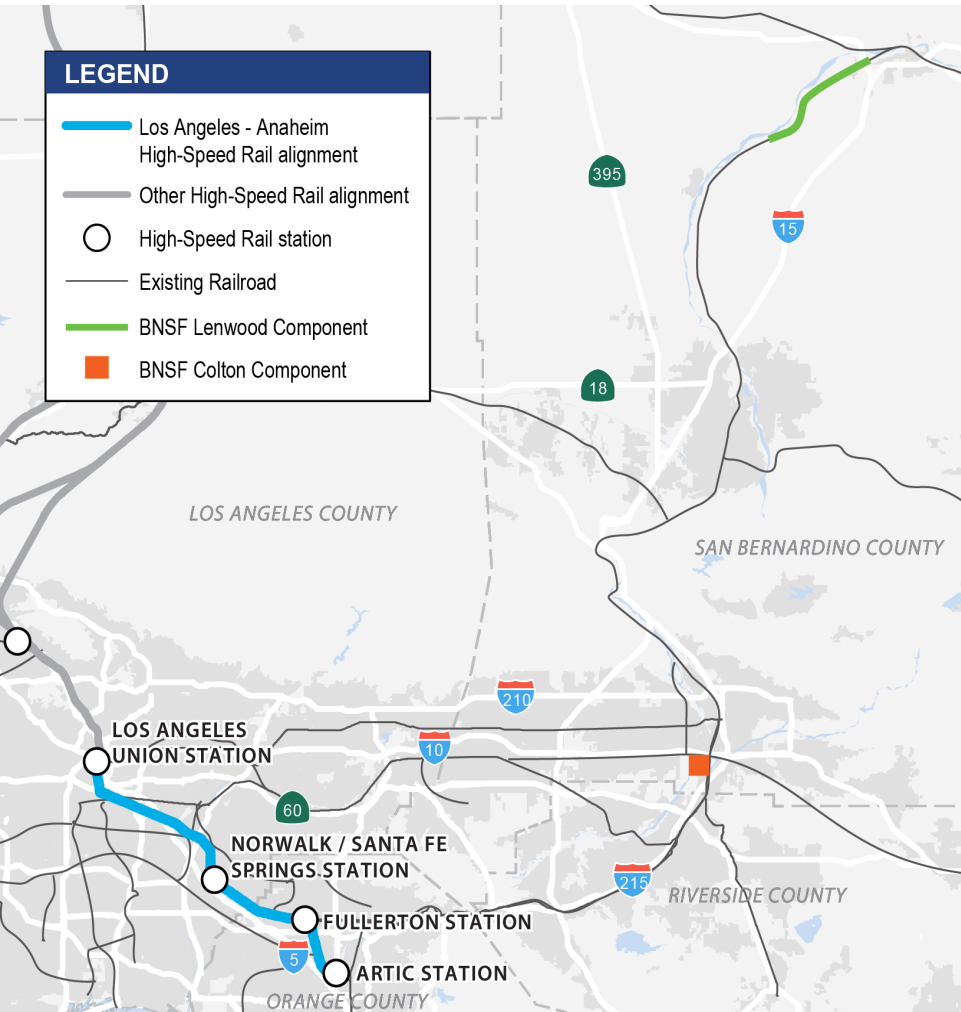 LEGEND
Los Angeles - Anaheim
High-Speed Rail alignment
Other High-Speed Rail alignment
High-Speed Rail station
Existing Railroad
BNSF Lenwood Component
BNSF Colton Component
395
15
18
LOS ANGELES COUNTY
SAN BERNARDINO COUNTY
210
LOS ANGELES
UNION STATION
10
60
NORWALK / SANTA FE
SPRINGS STATION
215
RIVERSIDE COUNTY
FULLERTON STATION
5
ARTIC STATION
ORANGE COUNTY